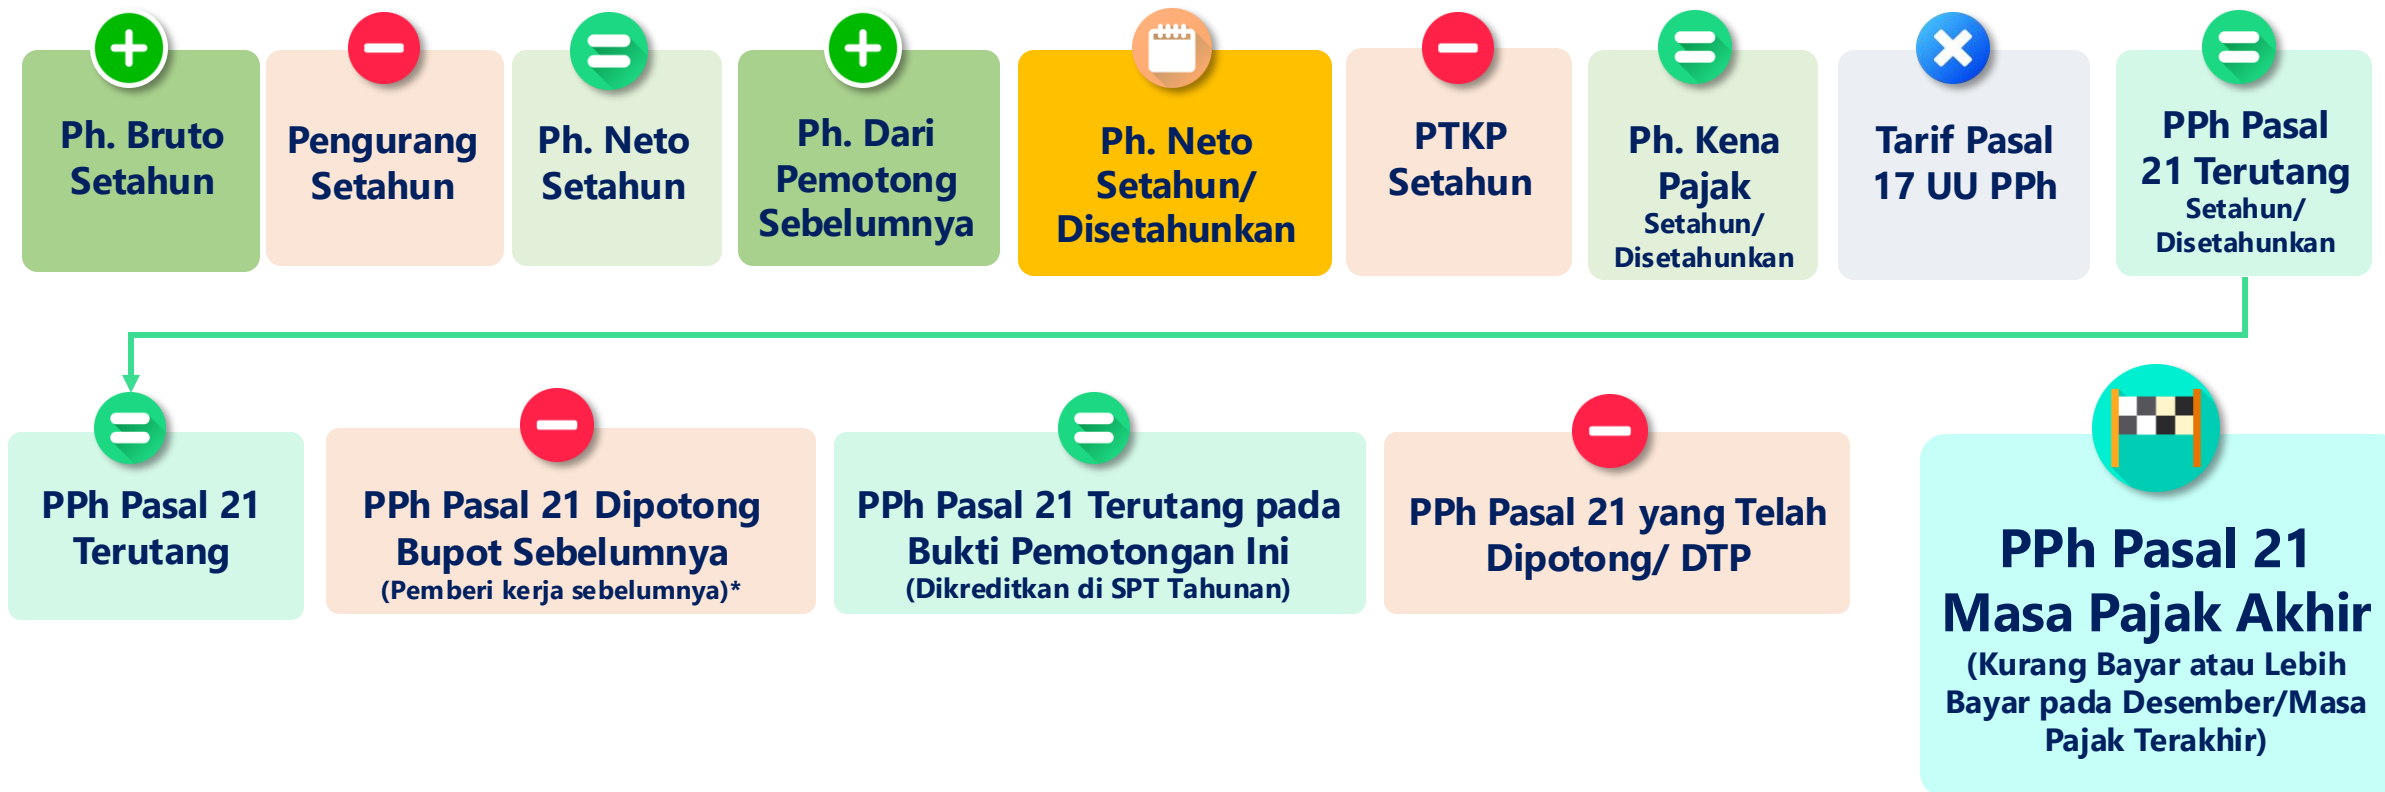 Ph. Bruto
Setahun
Pengurang
Setahun
Ph. Neto
Setahun
Ph. Dari
Pemotong
Sebelumnya
Ph. Neto
Setahun/
Disetahunkan
PTKP
Setahun
Ph. Kena
Pajak
Setahun/
Disetahunkan
Tarif Pasal
17 UU PPh
PPh Pasal
21 Terutang
Setahun/
Disetahunkan
PPh Pasal 21
Terutang
PPh Pasal 21 Dipotong
Bupot Sebelumnya
(Pemberi kerja sebelumnya)*
PPh Pasal 21 Terutang pada
Bukti Pemotongan Ini
(Dikreditkan di SPT Tahunan)
PPh Pasal 21 yang Telah
Dipotong/ DTP
PPh Pasal 21
Masa Pajak Akhir
(Kurang Bayar atau Lebih
Bayar pada Desember/Masa
Pajak Terakhir)